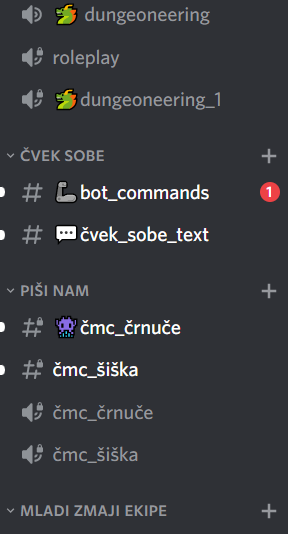 dungeoneering
roleplay
dungeoneering_1
ČVEK SOBE
bot_commands 1
čvek_sobe_text
PIŠI NAM
čmc_črnuče
čmc_šiška
čmc_črnuče
čmc_šiška
MLADI ZMAJI EKIPE